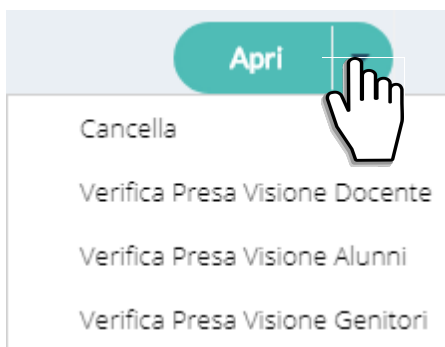 Apri
Cancella
Verifica Presa Visione Docente
Verifica Presa Visione Alunni
Verifica Presa Visione Genitori